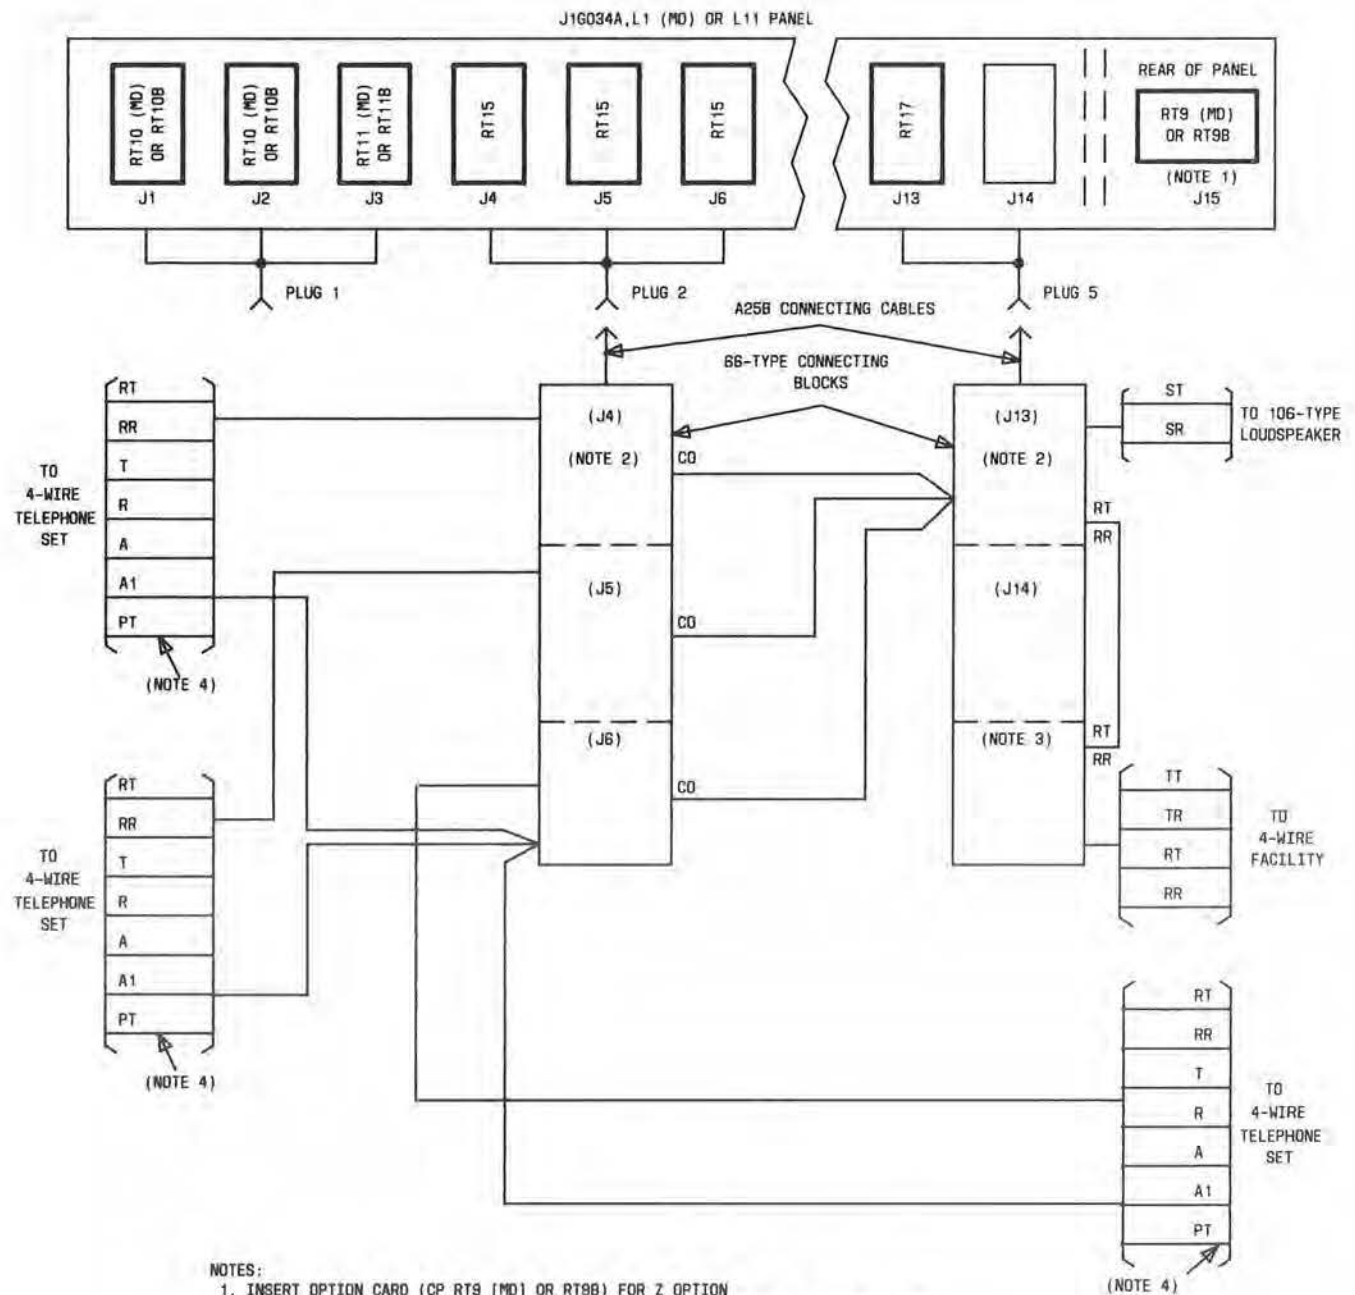 J1G034A,L1 (MD) OR L11 PANEL
RT10 (MD)
OR RT10B
J1
RT10 (MD)
OR RT10B
J2
RT11 (MD)
OR RT11B
J3
RT15
J4
RT15
J5
RT15
J6
RT17
J13
J14
REAR OF PANEL
RT9 (MD)
OR RT9B
(NOTE 1)
J15
PLUG 1
PLUG 2
PLUG 5
A25B CONNECTING CABLES
66-TYPE CONNECTING
BLOCKS
TO
4-WIRE
TELEPHONE
SET
RT
RR
T
R
A
A1
PT
(NOTE 4)
TO
4-WIRE
TELEPHONE
SET
RT
RR
T
R
A
A1
PT
(NOTE 4)
(J4)
(NOTE 2)
CO
(J5)
CO
(J6)
CO
(J13)
(NOTE 2)
RT
RR
(J14)
(NOTE 3)
RT
RR
ST
SR
TO 106-TYPE
LOUDSPEAKER
TT
TR
RT
RR
TO
4-WIRE
FACILITY
RT
RR
T
R
A
A1
PT
TO
4-WIRE
TELEPHONE
SET
(NOTE 4)
NOTES:
1. INSERT OPTION CARD (CP RT9 [MD] OR RT9B) FOR Z OPTION